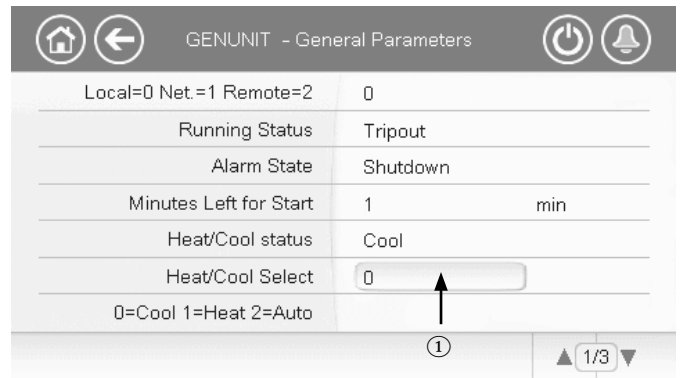 GENUNIT - General Parameters
Local=0 Net.=1 Remote=2 0
Running Status Tripout
Alarm State Shutdown
Minutes Left for Start 1 min
Heat/Cool status Cool
Heat/Cool Select 0
0=Cool 1=Heat 2=Auto
①
1/3